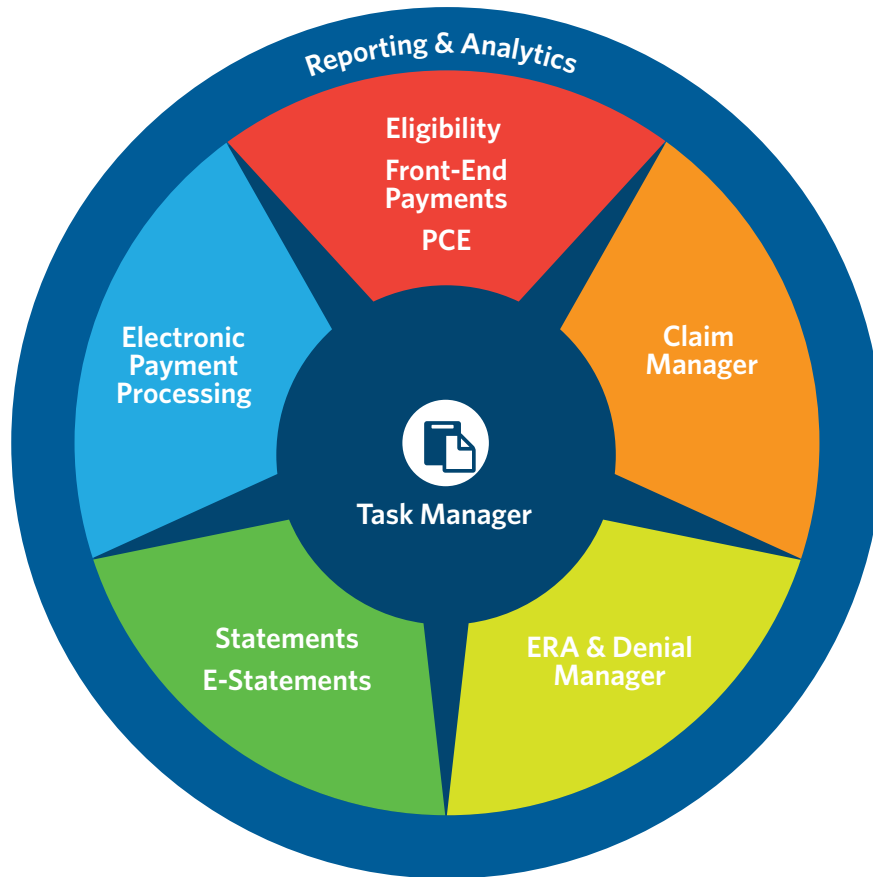 Reporting & Analytics
Eligibility
Front-End
Payments
PCE
Claim
Manager
Electronic
Payment
Processing
Task Manager
Statements
E-Statements
ERA & Denial
Manager